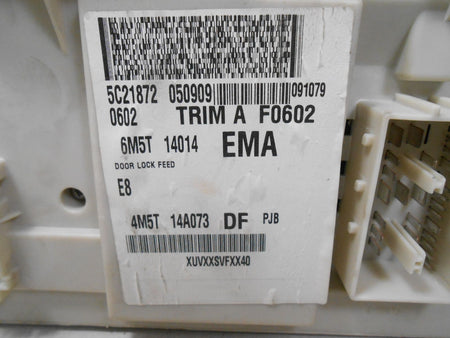 5C21872 050909 091079
0602 TRIM A F0602
6M5T 14014 EMA
DOOR LOCK FEED
E8
4M5T 14A073 DF PJB
XUVXXSVFXX40